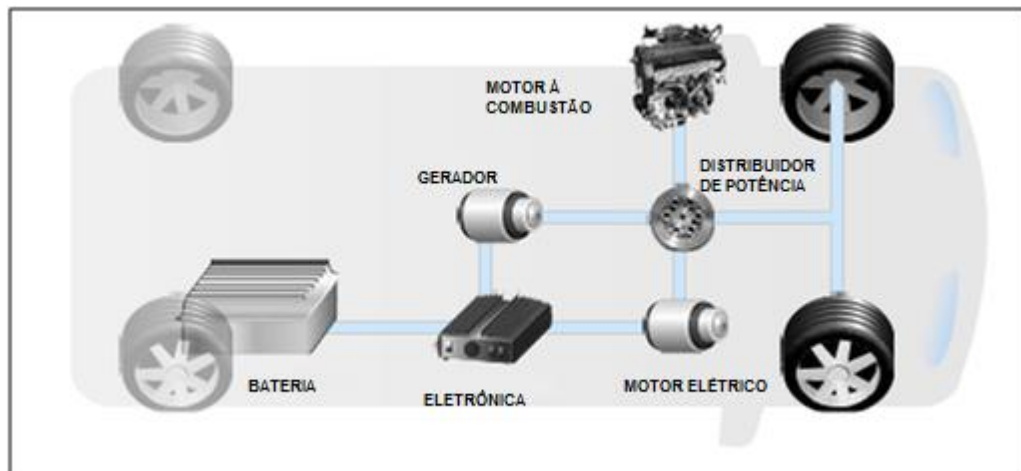 MOTOR À
COMBUSTÃO
DISTRIBUIDOR
DE POTÊNCIA
GERADOR
BATERIA
ELETRÔNICA
MOTOR ELÉTRICO